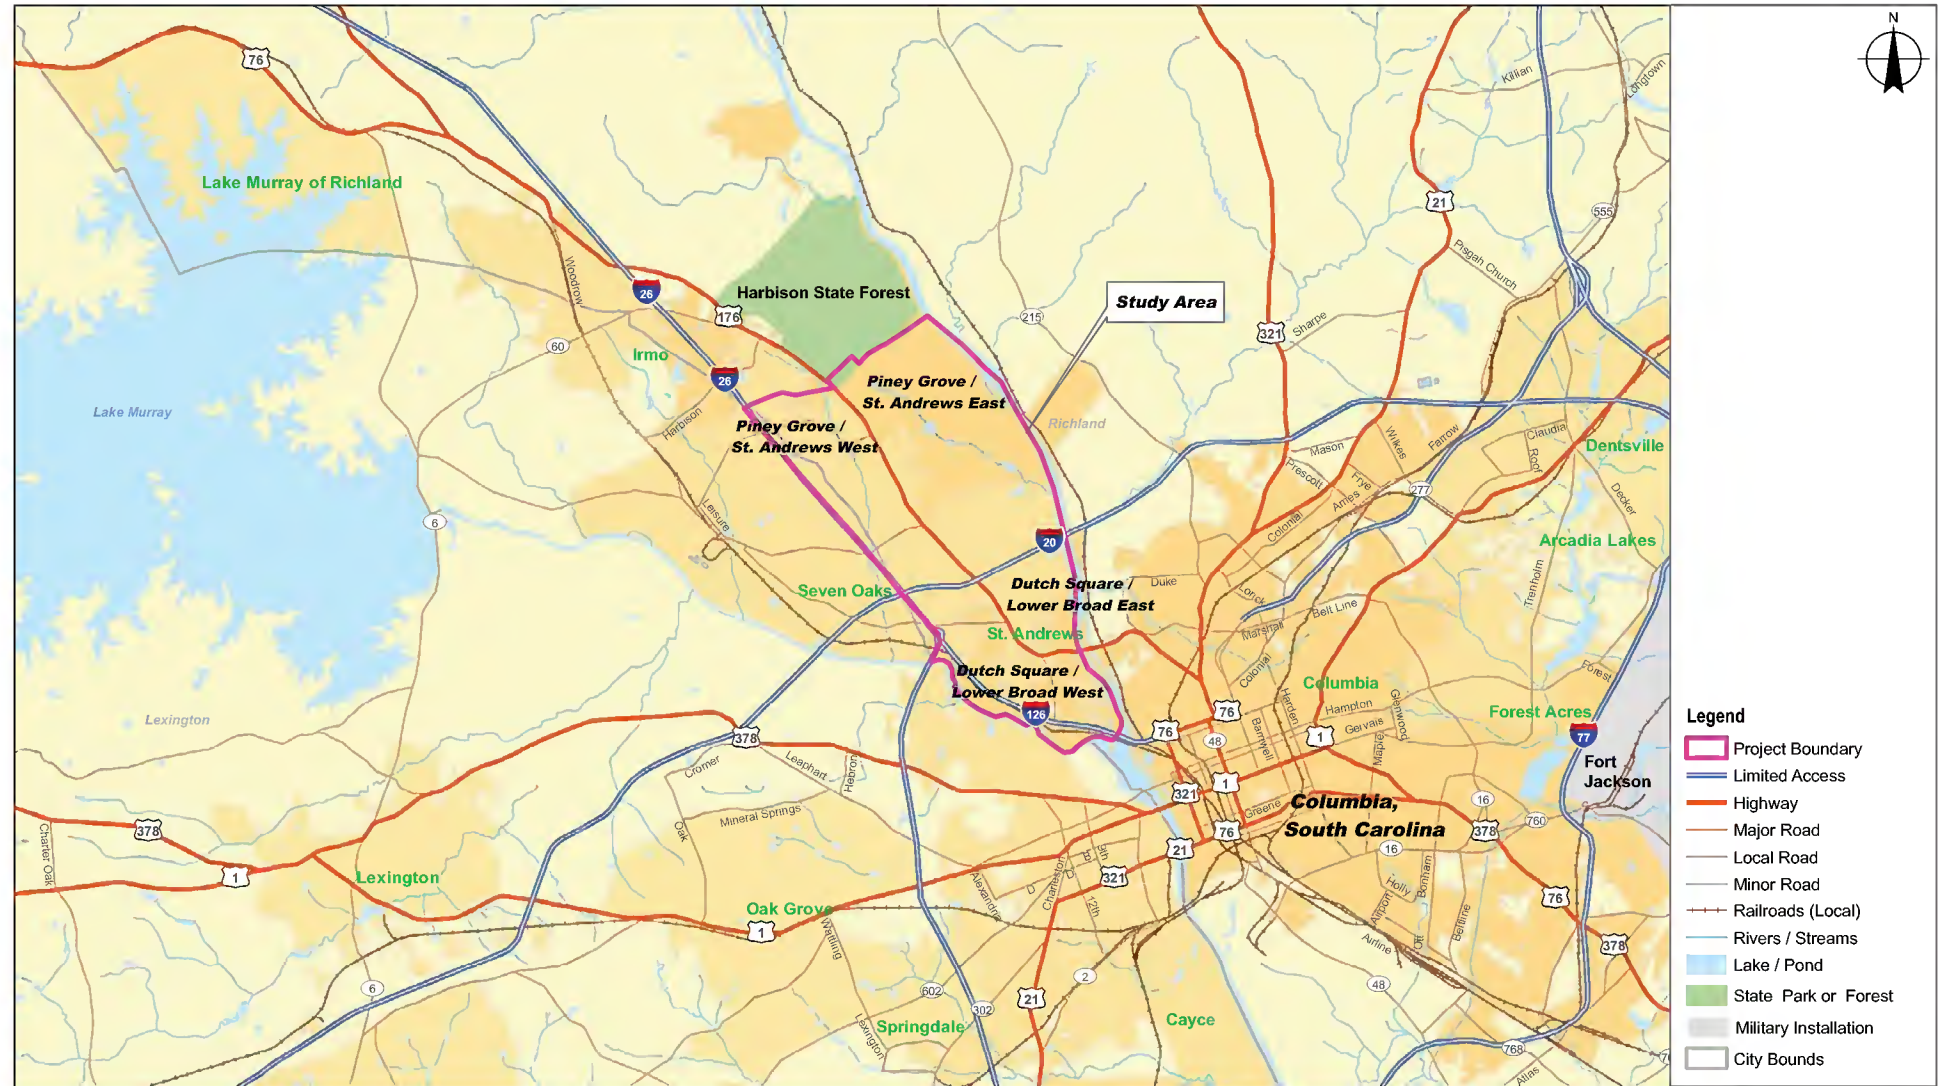 N
76
Killian
Longtown
Lake Murray of Richland
21
555
Pisgah Church
Woodrow
26
Harbison State Forest
176
Study Area
215
321
Sharpe
60
Irmo
26
Piney Grove /
St. Andrews East
Lake Murray
Harbison
Piney Grove /
St. Andrews West
Richland
Mason
Wilkes
Farrow
Claudia
Roof
Dentsville
Prescott
Frye
Ames
277
Decker
Leisure
6
Colonial
20
Arcadia Lakes
Seven Oaks
Dutch Square /
Lower Broad East
Duke
Lorick
Belt Line
Trenholm
St. Andrews
Marshall
Dutch Square /
Lower Broad West
Colonial
Forest
Columbia
Harden
Hampton
Glenwood
Gervais
Forest Acres
Lexington
126
76
76
48
Barnwell
1
Maple
77
Fort
Jackson
378
Cromer
Leaphart
Hebron
321
1
Greene
Columbia,
South Carolina
16
378
760
Mineral Springs
Oak
378
Charter Oak
1
Lexington
76
21
16
9th
B
D
D
321
Charleston
12th
Alexandria
Holly
Bonham
Airport
Ott
Beltline
76
378
Oak Grove
1
Wattling
Airline
6
602
302
21
2
48
Springdale
Lexington
Cayce
768
Atlas
Legend
Project Boundary
Limited Access
Highway
Major Road
Local Road
Minor Road
Railroads (Local)
Rivers / Streams
Lake / Pond
State Park or Forest
Military Installation
City Bounds